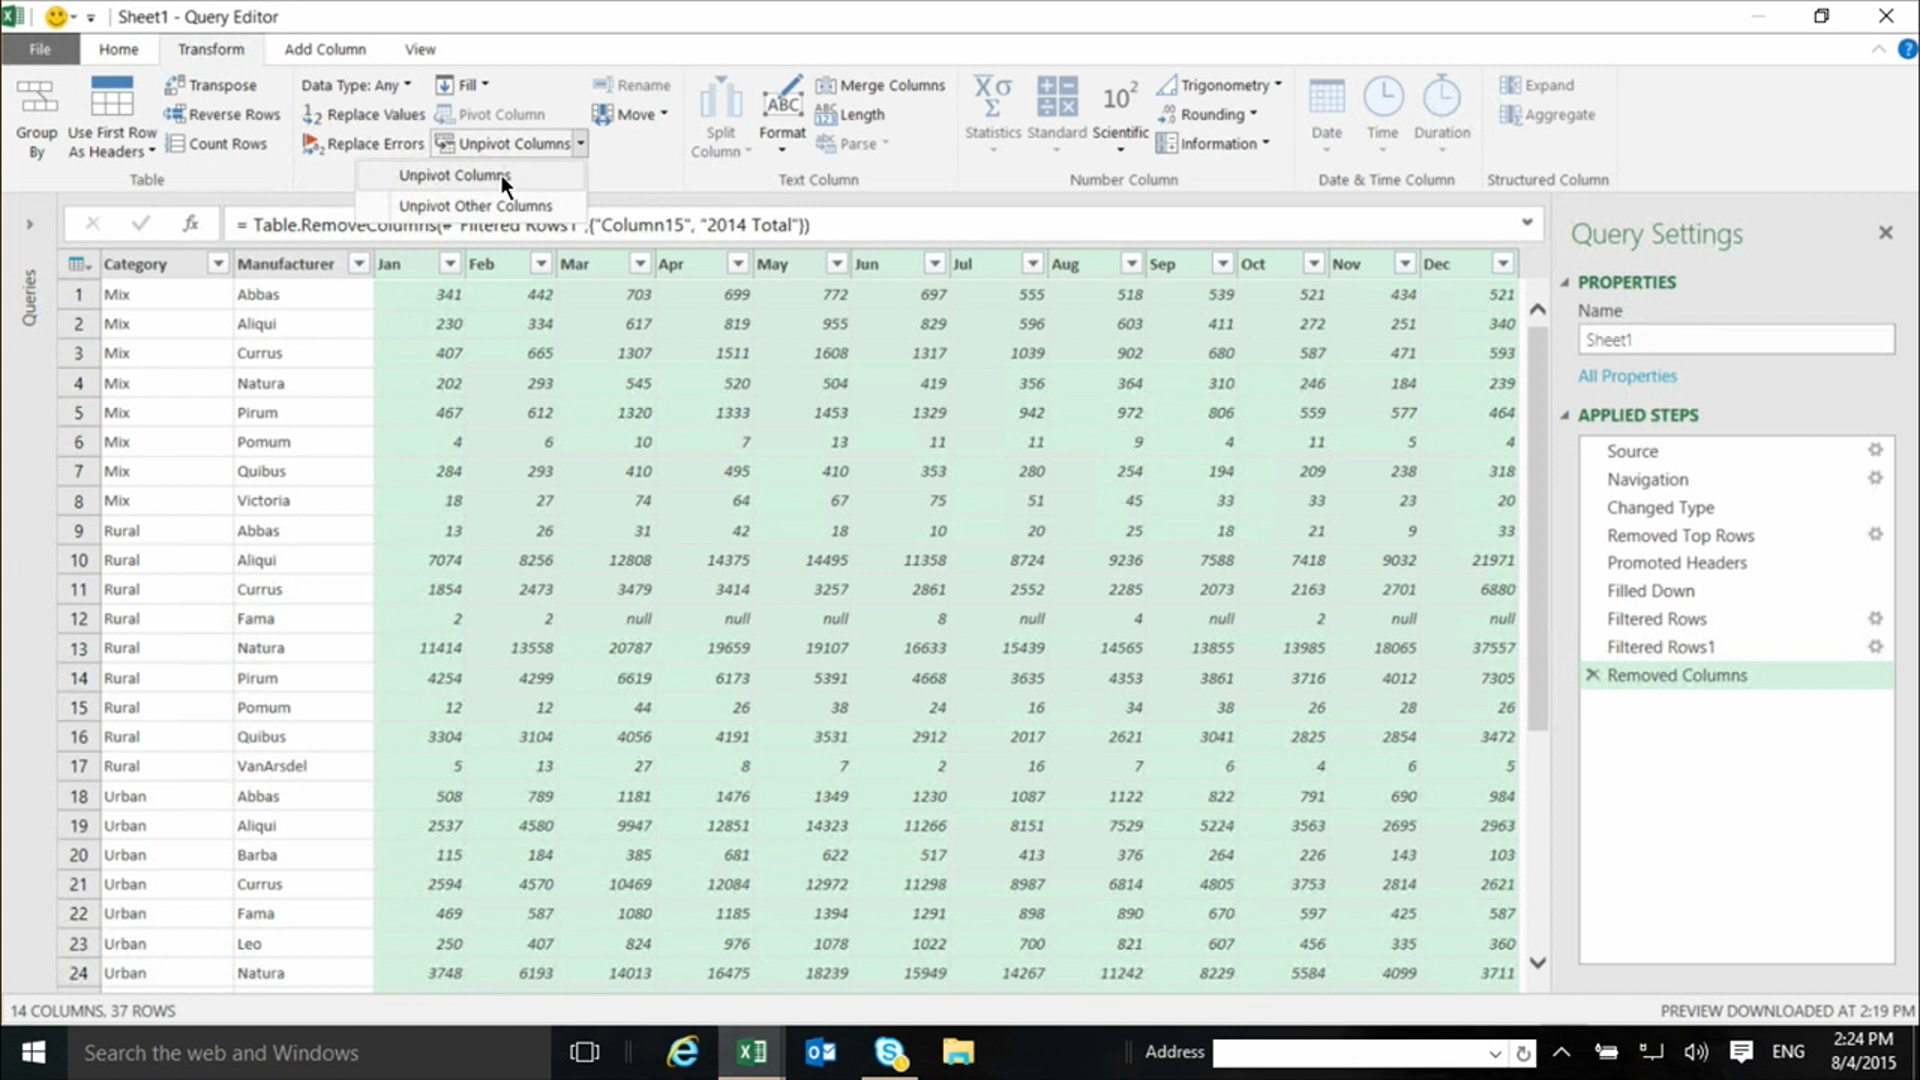 Sheet1 - Query Editor
File Home Transform Add Column View
Group By
Use First Row As Headers
Transpose
Reverse Rows
Count Rows
Table
Data Type: Any
Replace Values
Replace Errors
Fill
Pivot Column
Unpivot Columns
Unpivot Columns
Unpivot Other Columns
Rename
Move
Split Column
Format
Merge Columns
Length
Parse
Text Column
Statistics
Standard
Scientific
Trigonometry
Rounding
Information
Number Column
Date
Time
Duration
Date & Time Column
Expand
Aggregate
Structured Column
= Table.RemoveColumns(#"Filtered Rows1",{"Column15", "2014 Total"})
Queries
Category Manufacturer Jan Feb Mar Apr May Jun Jul Aug Sep Oct Nov Dec
1 Mix Abbas 341 442 703 699 772 697 555 518 539 521 434 521
2 Mix Aliqui 230 334 617 819 955 829 596 603 411 272 251 340
3 Mix Currus 407 665 1307 1511 1608 1317 1039 902 680 587 471 593
4 Mix Natura 202 293 545 520 504 419 356 364 310 246 184 239
5 Mix Pirum 467 612 1320 1333 1453 1329 942 972 806 559 577 464
6 Mix Pomum 4 6 10 7 13 11 11 9 4 11 5 4
7 Mix Quibus 284 293 410 495 410 353 280 254 194 209 238 318
8 Mix Victoria 18 27 74 64 67 75 51 45 33 33 23 20
9 Rural Abbas 13 26 31 42 18 10 20 25 18 21 9 33
10 Rural Aliqui 7074 8256 12808 14375 14495 11358 8724 9236 7588 7418 9032 21971
11 Rural Currus 1854 2473 3479 3414 3257 2861 2552 2285 2073 2163 2701 6880
12 Rural Fama 2 2 null null null 8 null 4 null 2 null null
13 Rural Natura 11414 13558 20787 19659 19107 16633 15439 14565 13855 13985 18065 37557
14 Rural Pirum 4254 4299 6619 6173 5391 4668 3635 4353 3861 3716 4012 7305
15 Rural Pomum 12 12 44 26 38 24 16 34 38 26 28 26
16 Rural Quibus 3304 3104 4056 4191 3531 2912 2017 2621 3041 2825 2854 3472
17 Rural VanArsdel 5 13 27 8 7 2 16 7 6 4 6 5
18 Urban Abbas 508 789 1181 1476 1349 1230 1087 1122 822 791 690 984
19 Urban Aliqui 2537 4580 9947 12851 14323 11266 8151 7529 5224 3563 2695 2963
20 Urban Barba 115 184 385 681 622 517 413 376 264 226 143 103
21 Urban Currus 2594 4570 10469 12084 12972 11298 8987 6814 4805 3753 2814 2621
22 Urban Fama 469 587 1080 1185 1394 1291 898 890 670 597 425 587
23 Urban Leo 250 407 824 976 1078 1022 700 821 607 456 335 360
24 Urban Natura 3748 6193 14013 16475 18239 15949 14267 11242 8229 5584 4099 3711
Query Settings
PROPERTIES
Name
Sheet1
All Properties
APPLIED STEPS
Source
Navigation
Changed Type
Removed Top Rows
Promoted Headers
Filled Down
Filtered Rows
Filtered Rows1
Removed Columns
14 COLUMNS, 37 ROWS
PREVIEW DOWNLOADED AT 2:19 PM
Search the web and Windows
Address
ENG
2:24 PM
8/4/2015